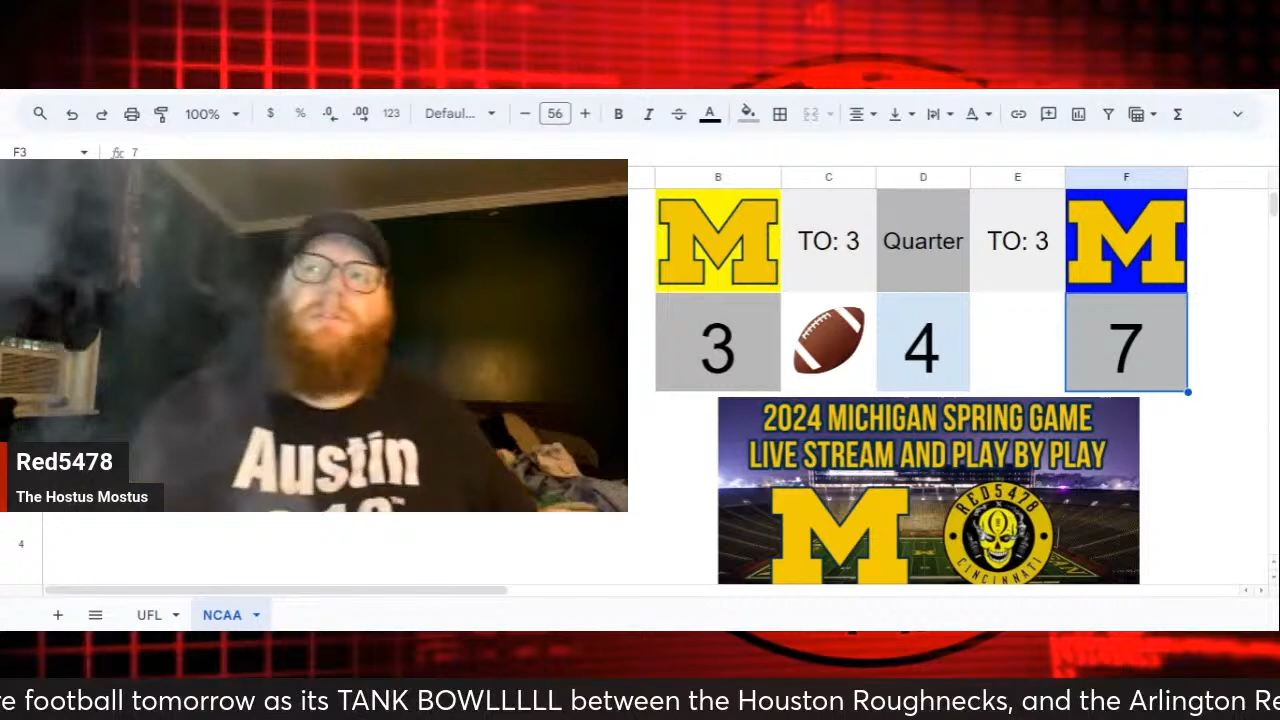 100%
$
%
.0
.00
123
Defaul...
56
B
I
A
A
Σ
F3
fx
7
B
C
D
E
F
M
TO: 3
Quarter
TO: 3
M
3
4
7
Austin
Red5478
The Hostus Mostus
2024 MICHIGAN SPRING GAME
LIVE STREAM AND PLAY BY PLAY
M
RED5478
CINCINNATI
4
UFL
NCAA
re football tomorrow as its TANK BOWLLLLL between the Houston Roughnecks, and the Arlington Re